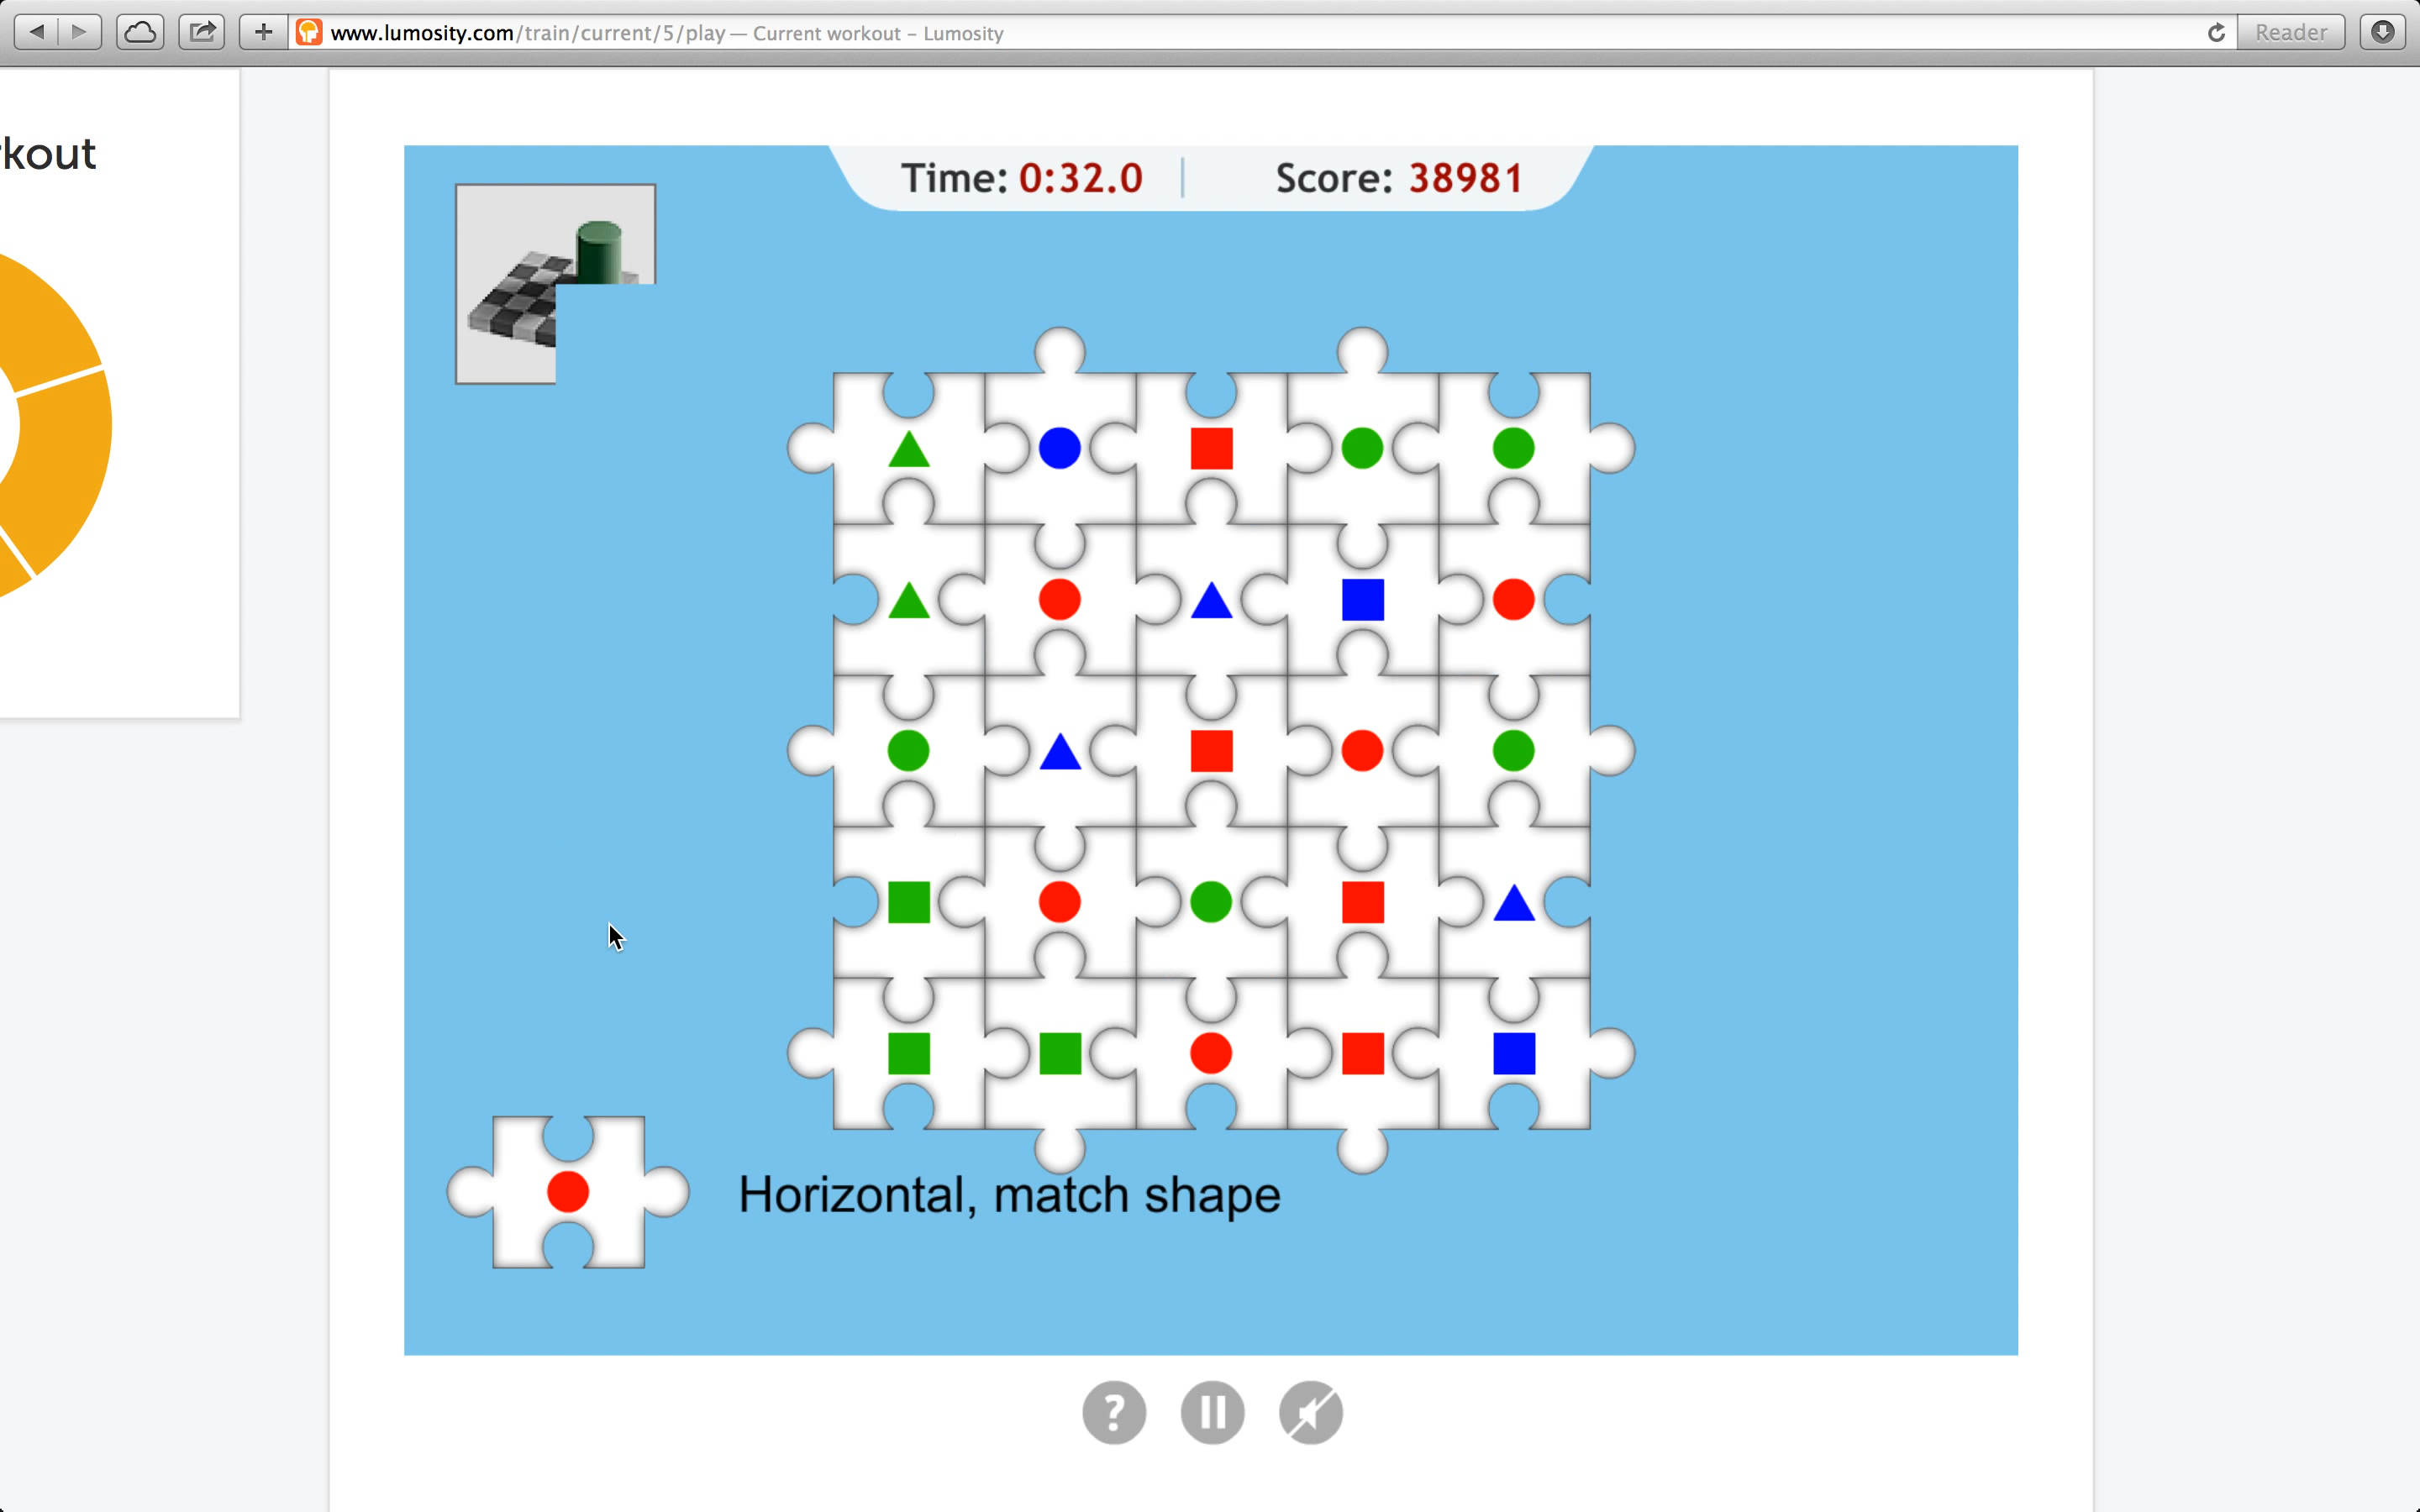 www.lumosity.com/train/current/5/play — Current workout – Lumosity
Reader
kout
Time: 0:32.0
Score: 38981
Horizontal, match shape
?